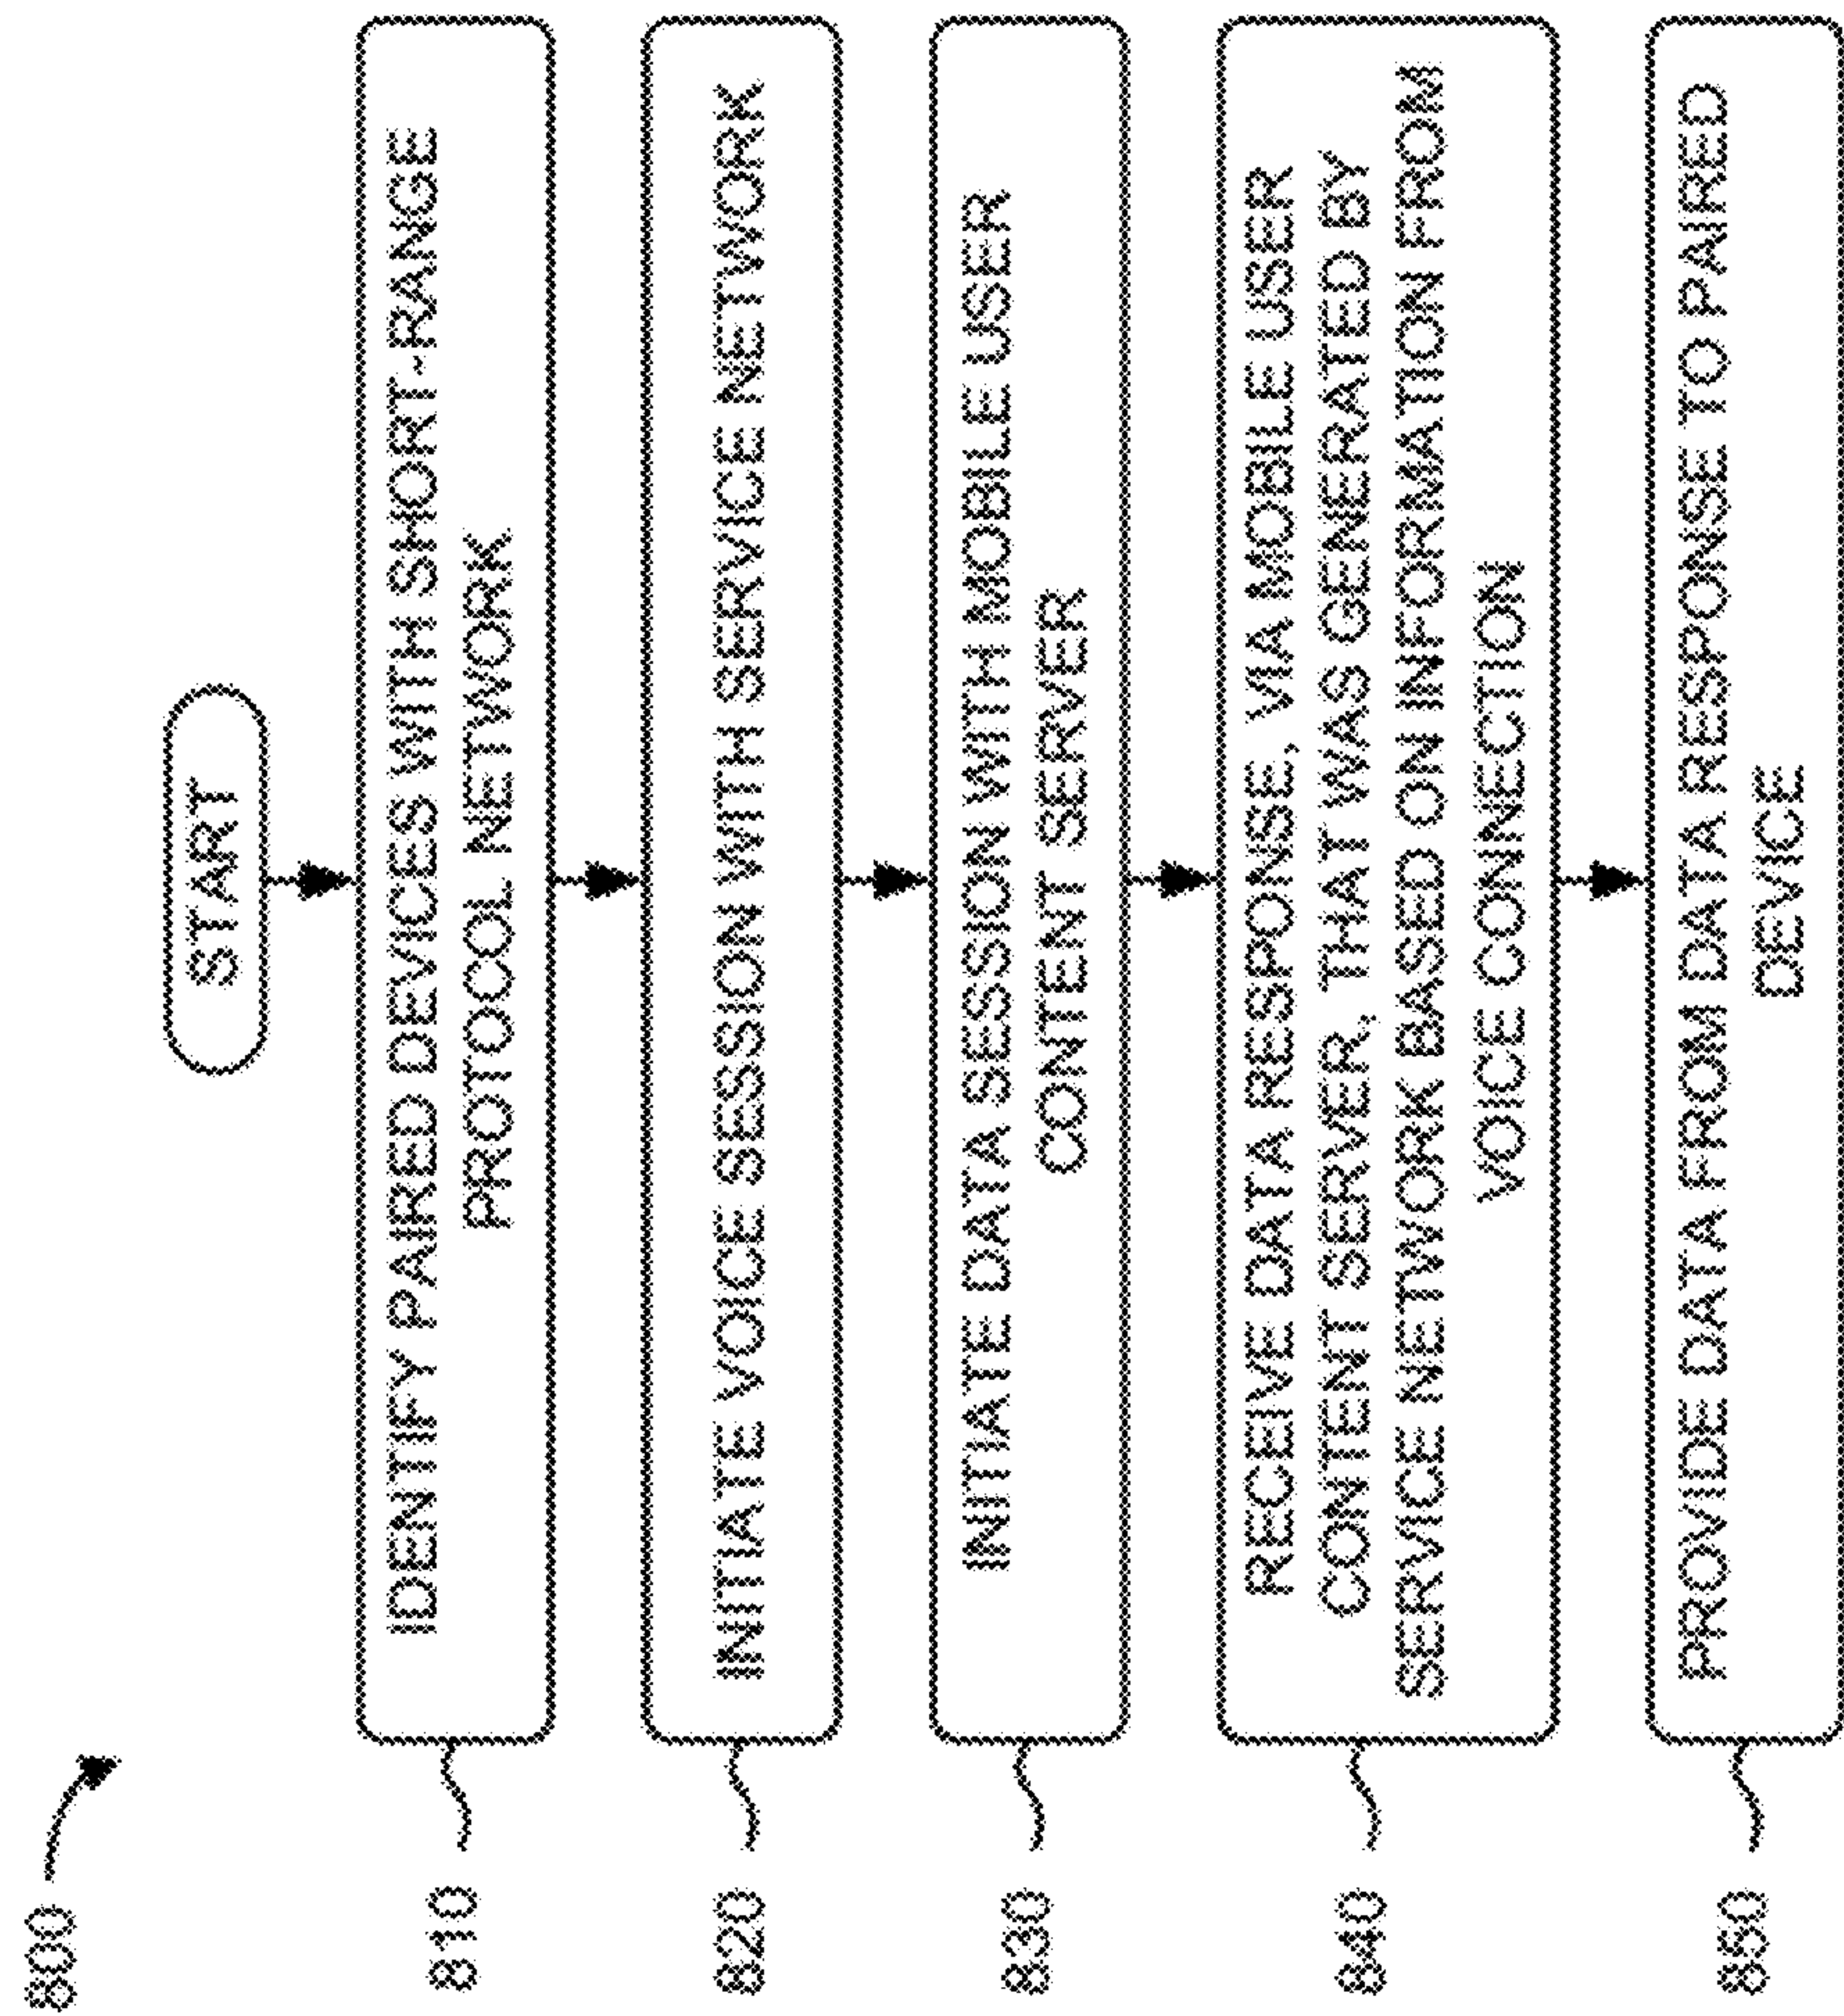 800
START
810
IDENTIFY PAIRED DEVICES WITH SHORT-RANGE
PROTOCOL NETWORK
820
INITIATE VOICE SESSION WITH SERVICE NETWORK
830
INITIATE DATA SESSION WITH MOBILE USER
CONTENT SERVER
840
RECEIVE DATA RESPONSE, VIA MOBILE USER
CONTENT SERVER, THAT WAS GENERATED BY
SERVICE NETWORK BASED ON INFORMATION FROM
VOICE CONNECTION
850
PROVIDE DATA FROM DATA RESPONSE TO PAIRED
DEVICE